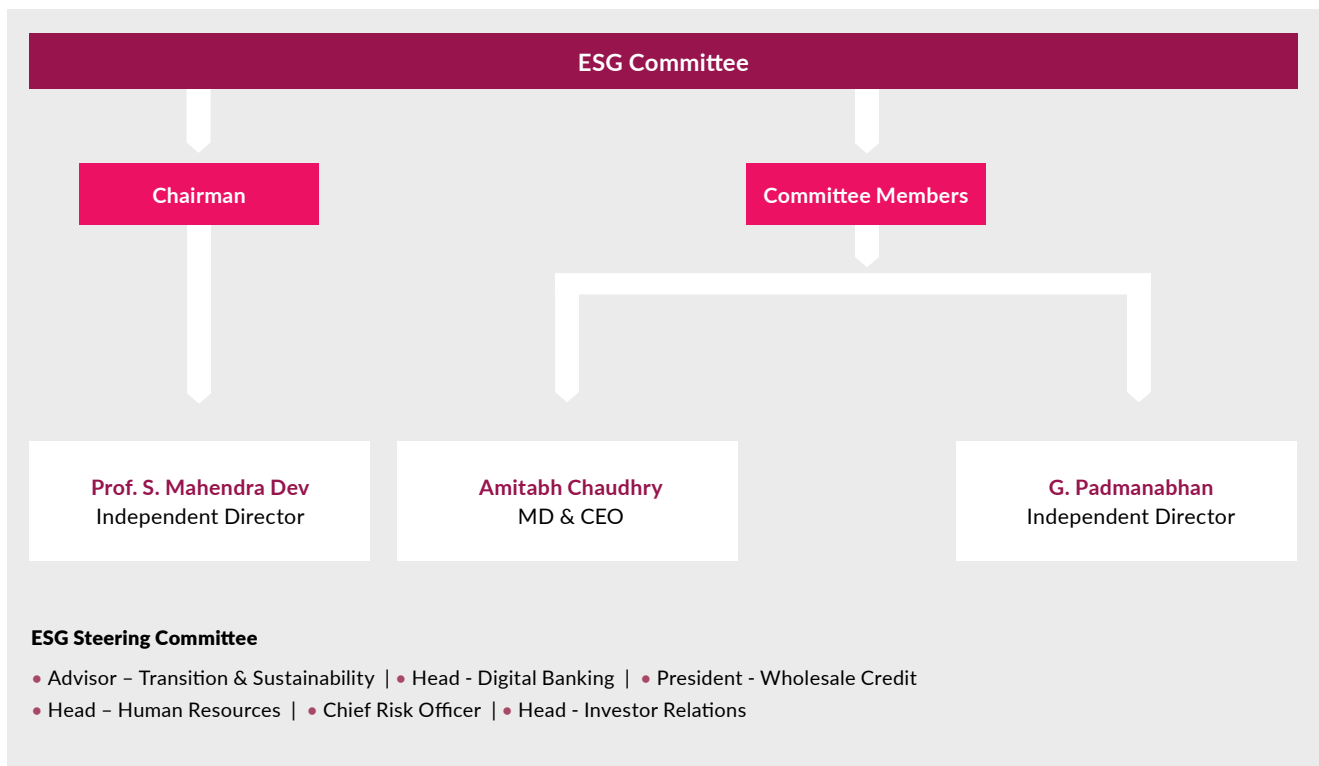 ESG Committee
Chairman
Committee Members
Prof. S. Mahendra Dev
Independent Director
Amitabh Chaudhry
MD & CEO
G. Padmanabhan
Independent Director
ESG Steering Committee
• Advisor – Transition & Sustainability | • Head - Digital Banking | • President - Wholesale Credit
• Head – Human Resources | • Chief Risk Officer | • Head - Investor Relations